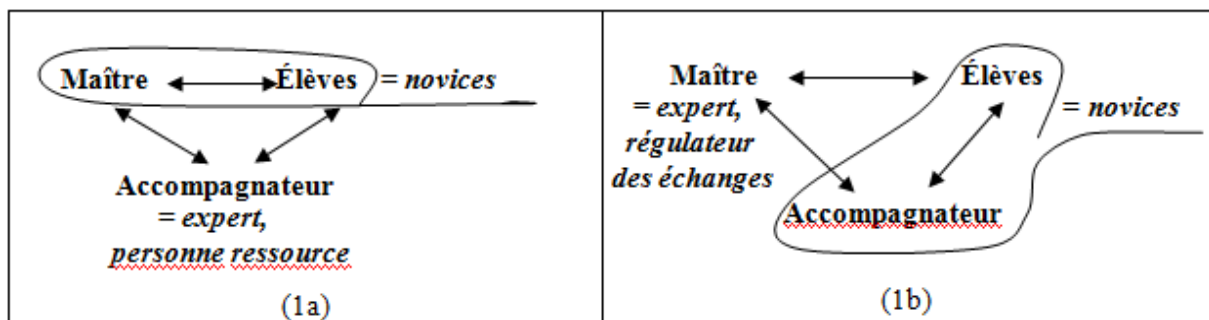 Maître Élèves = novices
Accompagnateur
= expert,
personne ressource
(1a)
Maître Élèves
= expert,
régulateur
des échanges
= novices
Accompagnateur
(1b)